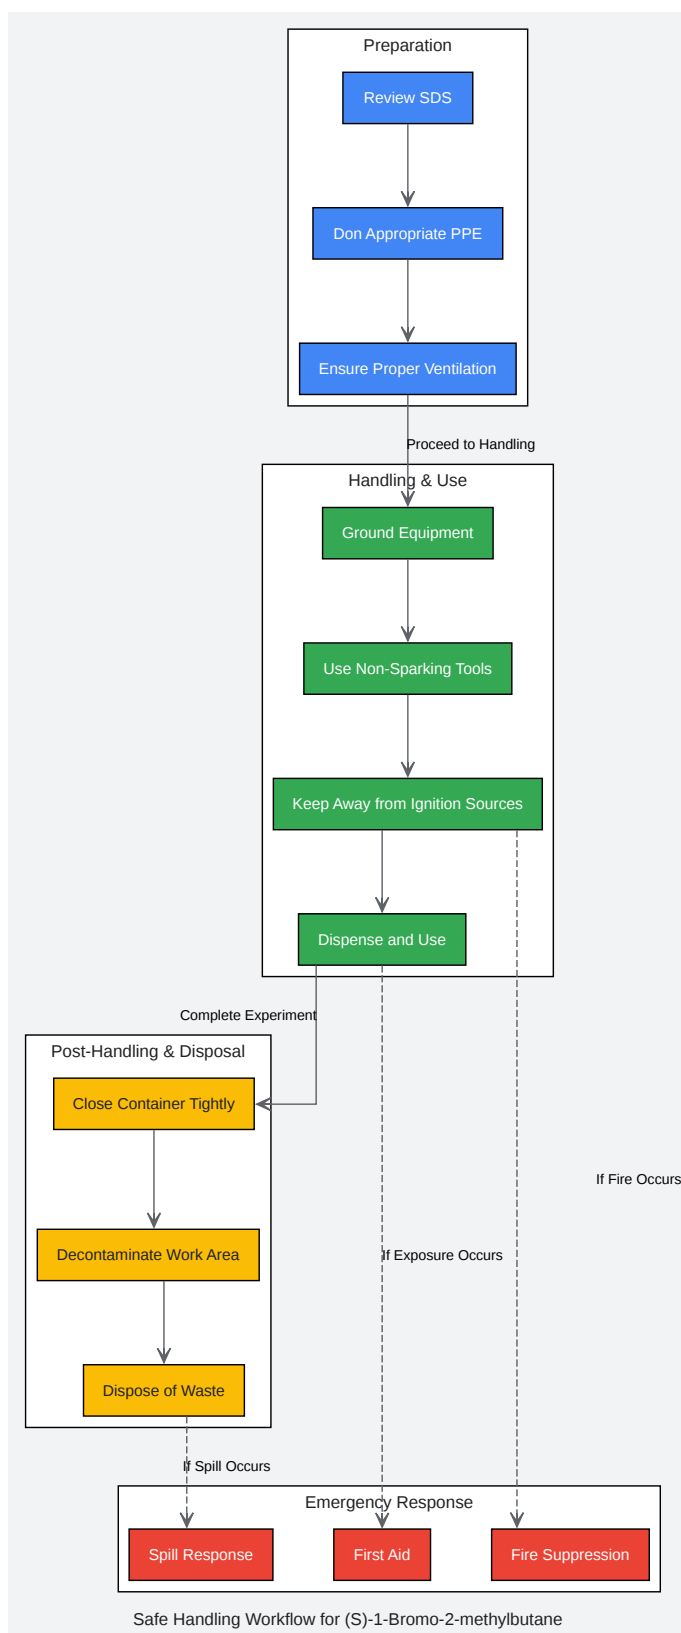 Preparation
Review SDS
Don Appropriate PPE
Ensure Proper Ventilation
Proceed to Handling
Handling & Use
Ground Equipment
Use Non-Sparking Tools
Keep Away from Ignition Sources
Dispense and Use
Complete Experiment
Post-Handling & Disposal
Close Container Tightly
If Fire Occurs
Decontaminate Work Area
If Exposure Occurs
Dispose of Waste
If Spill Occurs
Emergency Response
Spill Response
First Aid
Fire Suppression
Safe Handling Workflow for (S)-1-Bromo-2-methylbutane